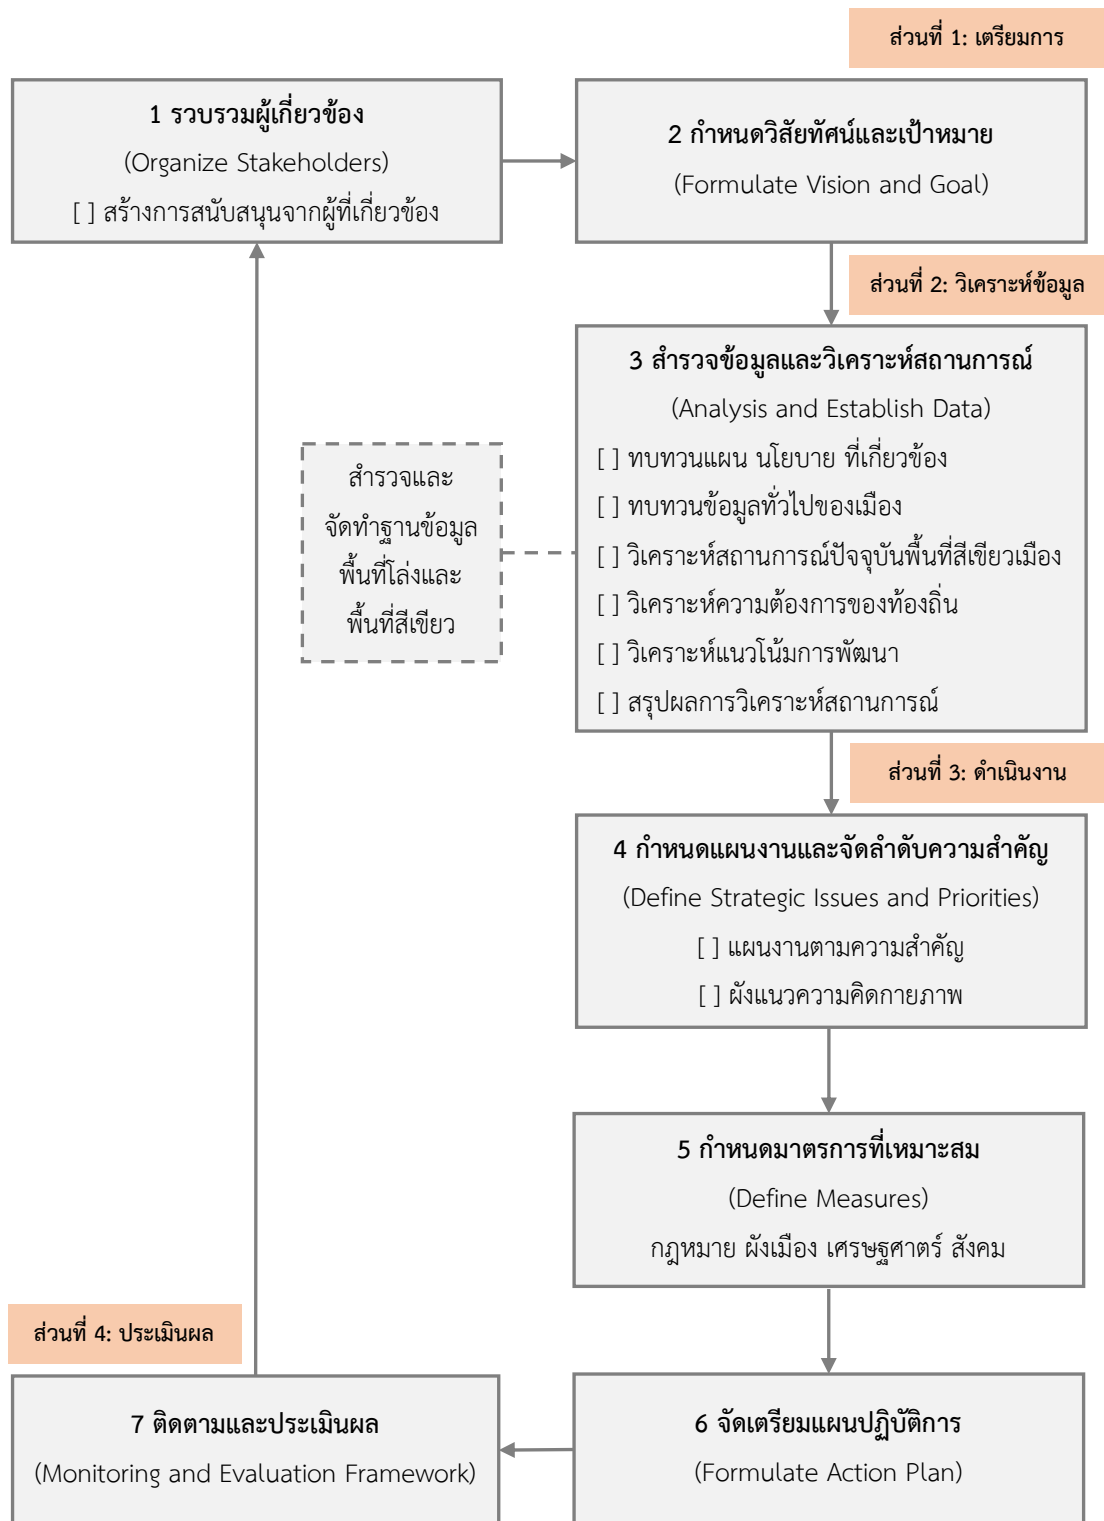 ส่วนที่ 1: เตรียมการ
1 รวบรวมผู้เกี่ยวข้อง
(Organize Stakeholders)
[ ] สร้างการสนับสนุนจากผู้ที่เกี่ยวข้อง
2 กำหนดวิสัยทัศน์และเป้าหมาย
(Formulate Vision and Goal)
ส่วนที่ 2: วิเคราะห์ข้อมูล
3 สำรวจข้อมูลและวิเคราะห์สถานการณ์
(Analysis and Establish Data)
[ ] ทบทวนแผน นโยบาย ที่เกี่ยวข้อง
[ ] ทบทวนข้อมูลทั่วไปของเมือง
[ ] วิเคราะห์สถานการณ์ปัจจุบันพื้นที่สีเขียวเมือง
[ ] วิเคราะห์ความต้องการของท้องถิ่น
[ ] วิเคราะห์แนวโน้มการพัฒนา
[ ] สรุปผลการวิเคราะห์สถานการณ์
สำรวจและ
จัดทำฐานข้อมูล
พื้นที่โล่งและ
พื้นที่สีเขียว
ส่วนที่ 3: ดำเนินงาน
4 กำหนดแผนงานและจัดลำดับความสำคัญ
(Define Strategic Issues and Priorities)
[ ] แผนงานตามความสำคัญ
[ ] ผังแนวความคิดกายภาพ
5 กำหนดมาตรการที่เหมาะสม
(Define Measures)
กฎหมาย ผังเมือง เศรษฐศาตร์ สังคม
6 จัดเตรียมแผนปฏิบัติการ
(Formulate Action Plan)
ส่วนที่ 4: ประเมินผล
7 ติดตามและประเมินผล
(Monitoring and Evaluation Framework)